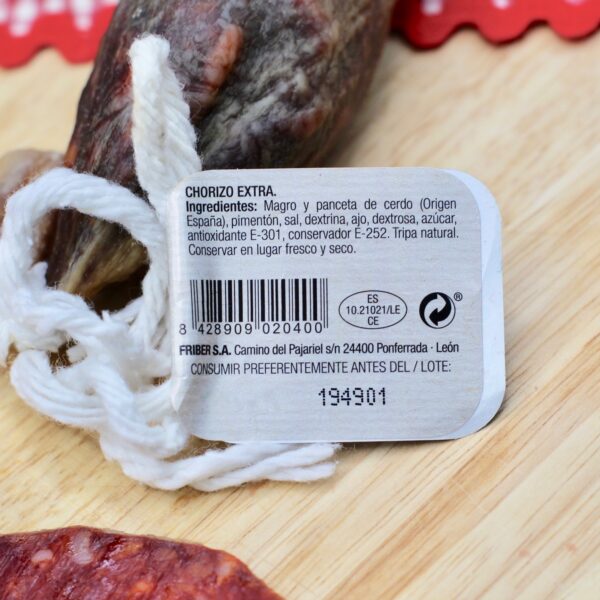 CHORIZO EXTRA.
Ingredientes: Magro y panceta de cerdo (Origen
España), pimentón, sal, dextrina, ajo, dextrosa, azúcar,
antioxidante E-301, conservador E-252. Tripa natural.
Conservar en lugar fresco y seco.
8 428909 020400
ES
10.21021/LE
CE
®
FRIBER S.A. Camino del Pajariel s/n 24400 Ponferrada · León
CONSUMIR PREFERENTEMENTE ANTES DEL / LOTE:
194901